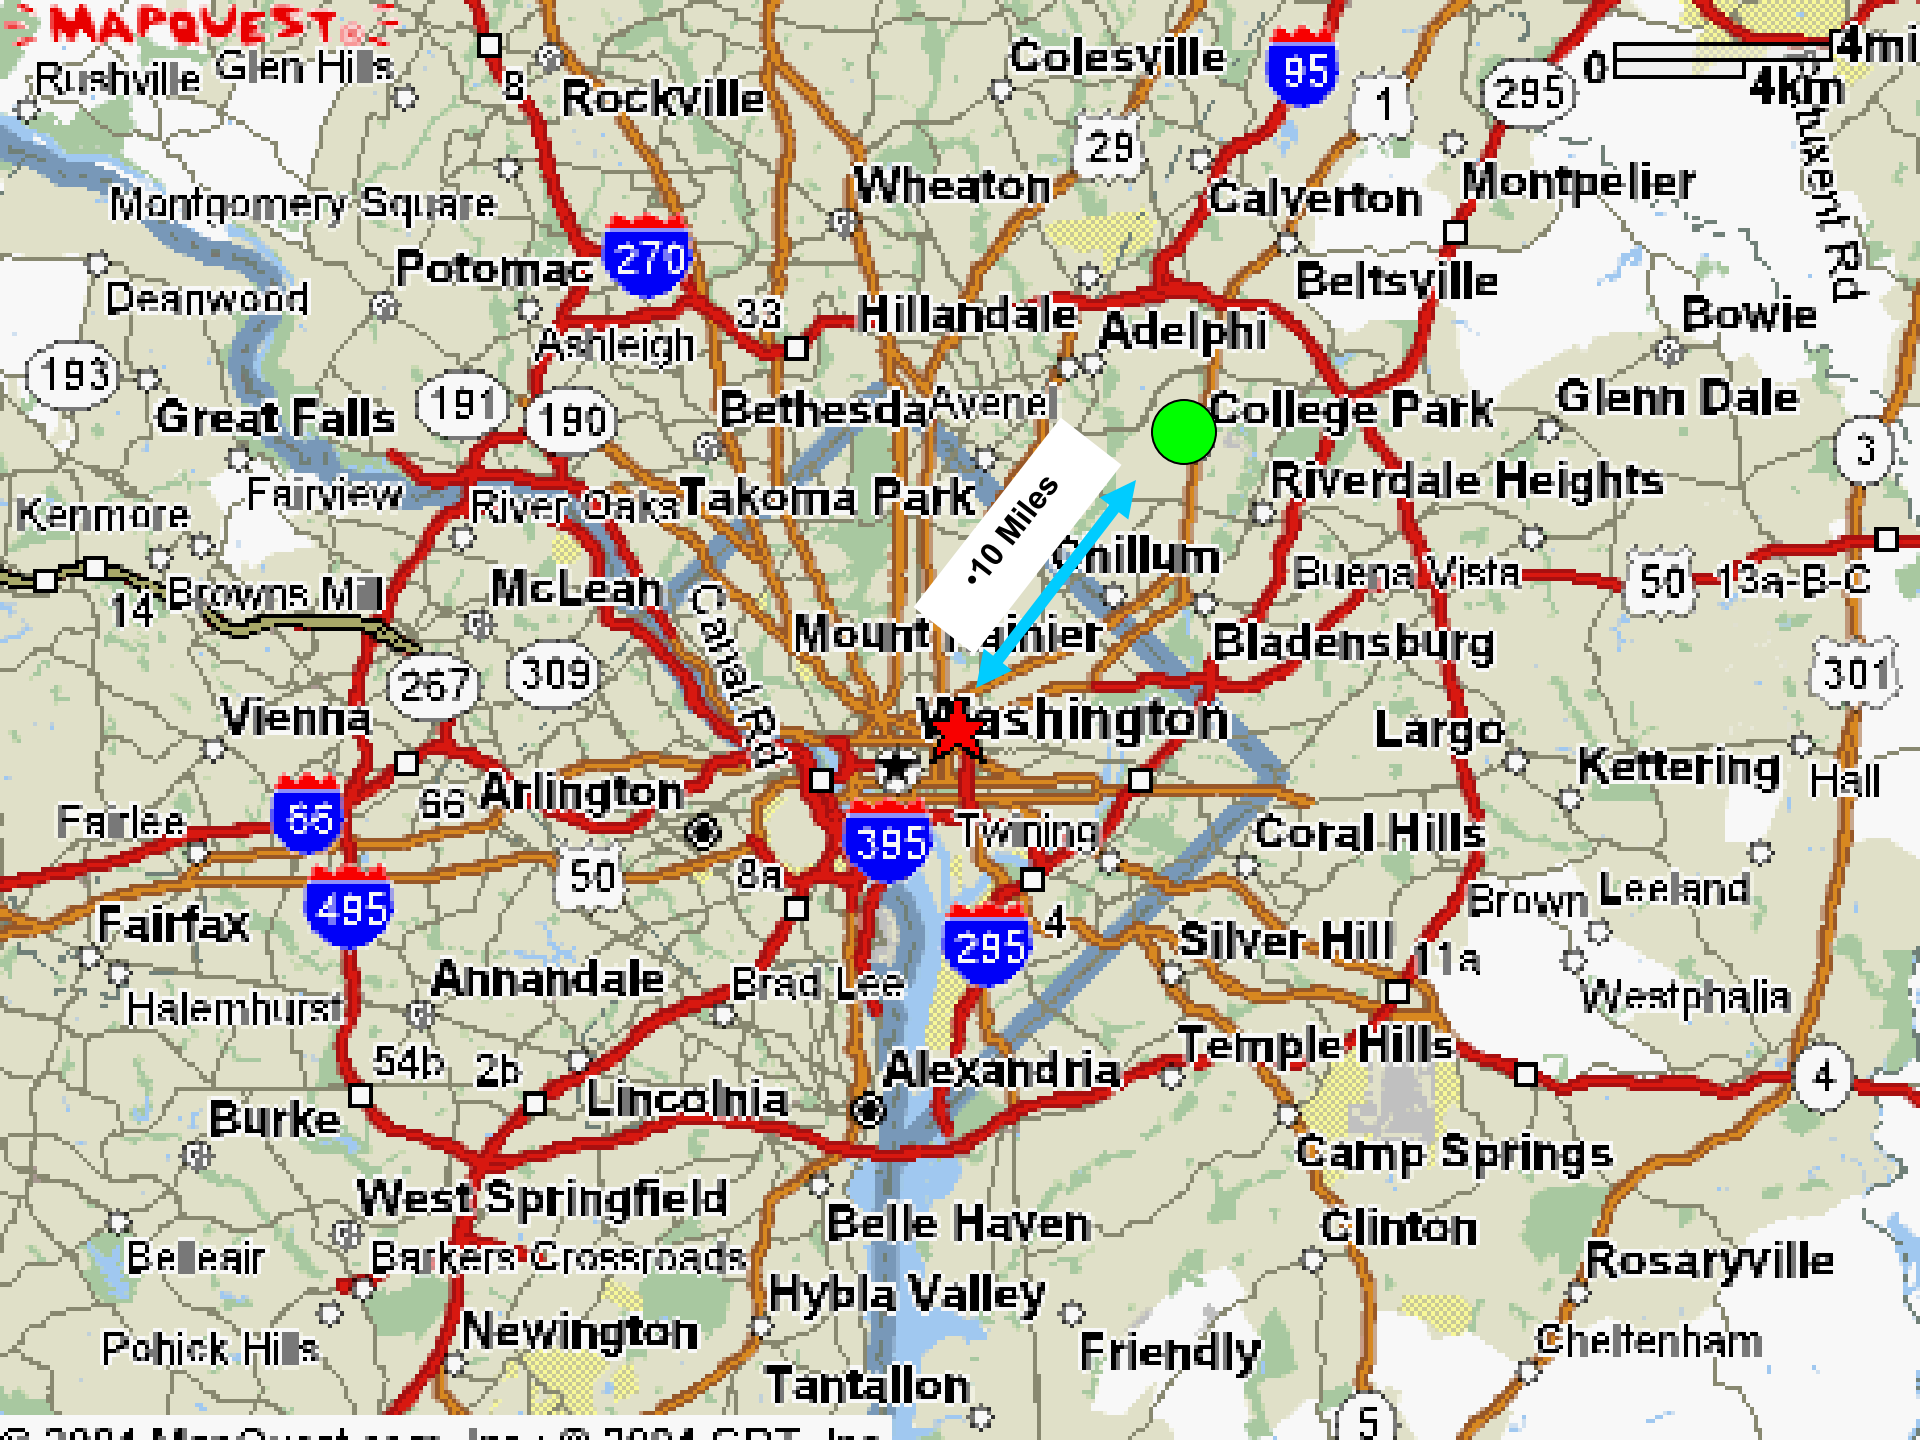 MAPQUEST®
Rushville
Glen Hills
8
Rockville
Colesville
95
1
295
0
4mi
4km
29
Wheaton
Calverton
Montpelier
Montgomery Square
Potomac
270
Deanwood
33
Hillandale
Adelphi
Beltsville
Bowie
Ashleigh
193
191
190
Great Falls
Bethesda
Avenel
College Park
Glenn Dale
3
Fairview
River Oaks
Takoma Park
•10 Miles
Riverdale Heights
Kenmore
14
Browns Mill
McLean
Canal Rd
Buena Vista
50
13a-B-C
Mount Rainier
Bladensburg
267
309
301
Vienna
Washington
Largo
Kettering
Hall
66
66
Arlington
Fairlee
395
Twining
Coral Hills
50
8a
495
Fairfax
295
4
Silver Hill
Brown
Leeland
11a
Annandale
Brad Lee
Halemhurst
Westphalia
54b
2b
Lincolnia
Alexandria
Temple Hills
4
Burke
Camp Springs
West Springfield
Belle Haven
Clinton
Belleair
Barkers Crossroads
Rosaryville
Hybla Valley
Pohick Hills
Newington
Friendly
Cheltenham
Tantallon
5